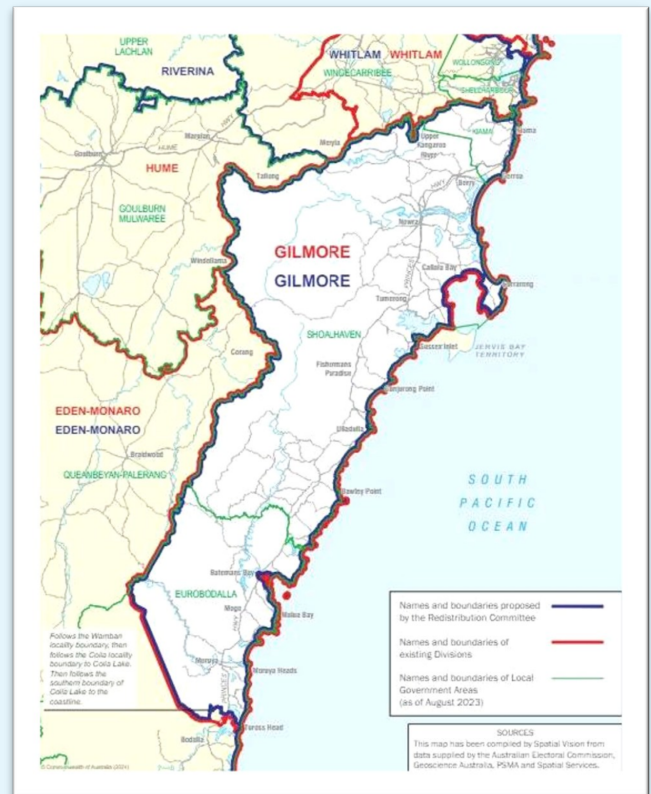 UPPER
LACHLAN
RIVERINA
WHITLAM WHITLAM
WINGECARRIBEE
WOLLONGONG
SHELLHARBOUR
Marulan
HUME
HWY
Goulburn
Moss Vale
KIAMA
Kiama
Upper
Kangaroo
River
HUME
Tallong
Berry
Gerroa
HWY
GOULBURN
MULWAREE
Nowra
GILMORE
GILMORE
Windellama
Callala Bay
PRINCES
Currarong
Tomerong
SHOALHAVEN
Sussex Inlet
JERVIS BAY
TERRITORY
Corang
Fishermans
Paradise
Bendalong Point
EDEN-MONARO
EDEN-MONARO
Ulladulla
Braidwood
QUEANBEYAN-PALERANG
SOUTH
PACIFIC
OCEAN
Bawley Point
Batemans Bay
EUROBODALLA
Mogo
Malua Bay
HWY
Follows the Wamban
locality boundary, then
follows the Coila locality
boundary to Coila Lake.
Then follows the
southern boundary of
Coila Lake to the
coastline.
Moruya
Moruya Heads
PRINCES
Tuross Head
Bodalla
Names and boundaries proposed
by the Redistribution Committee
Names and boundaries of
existing Divisions
Names and boundaries of Local
Government Areas
(as of August 2023)
SOURCES
This map has been compiled by Spatial Vision from
data supplied by the Australian Electoral Commission,
Geoscience Australia, PSMA and Spatial Services.
© Commonwealth of Australia (2024)